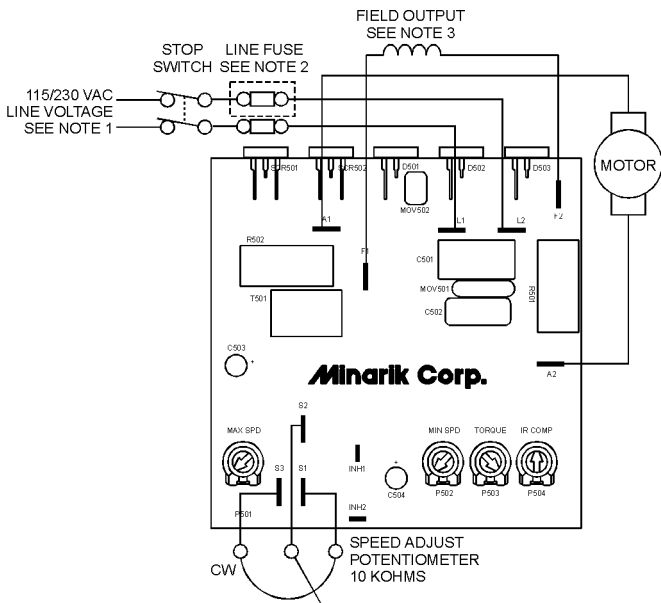 FIELD OUTPUT
SEE NOTE 3
STOP
SWITCH
LINE FUSE
SEE NOTE 2
115/230 VAC
LINE VOLTAGE
SEE NOTE 1
MOTOR
SCR501
SCR502
D501
D502
D503
MOV502
A1
L1
L2
F2
R502
F1
C501
T501
MOV501
C502
R501
C503
+
Minarik Corp.
A2
S2
MAX SPD
MIN SPD
TORQUE
IR COMP
S3
S1
INH1
+
C504
P502
P503
P504
P501
INH2
CW
SPEED ADJUST
POTENTIOMETER
10 KOHMS